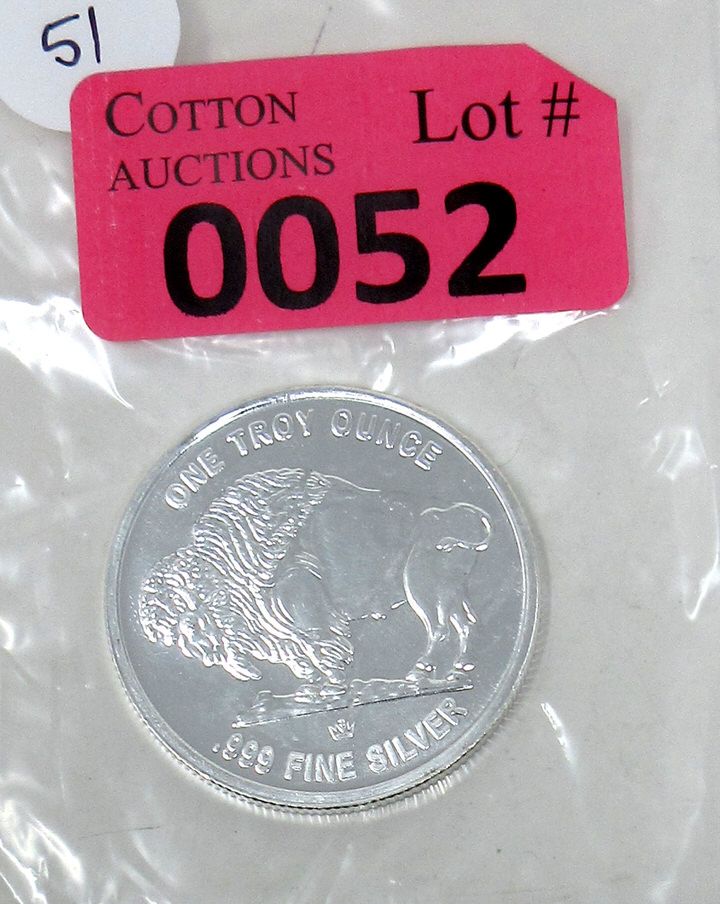 51
COTTON
AUCTIONS
Lot #
0052
ONE TROY OUNCE
.999 FINE SILVER